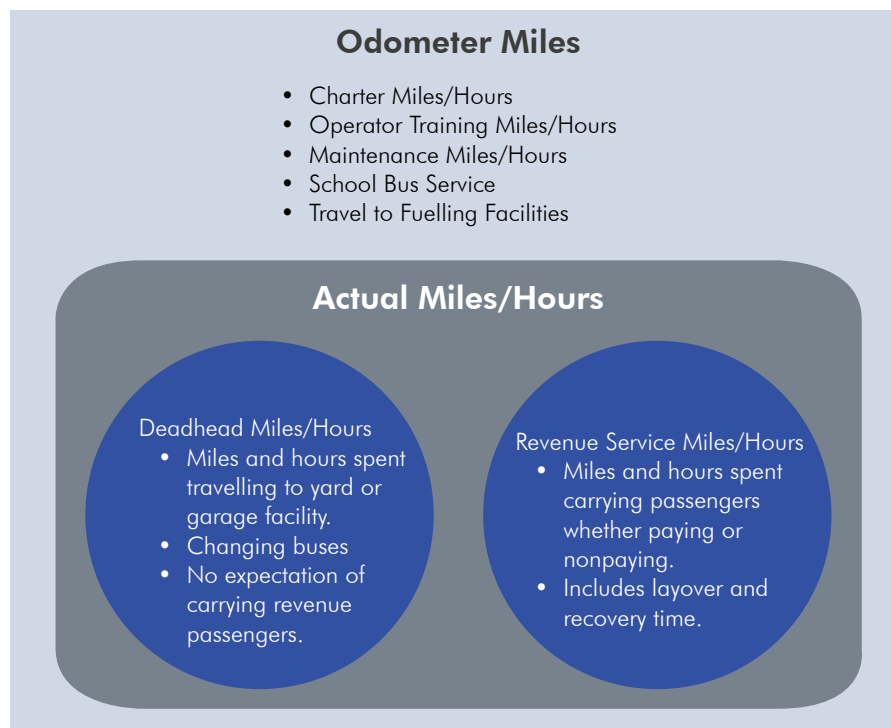 Odometer Miles
• Charter Miles/Hours
• Operator Training Miles/Hours
• Maintenance Miles/Hours
• School Bus Service
• Travel to Fuelling Facilities
Actual Miles/Hours
Deadhead Miles/Hours
• Miles and hours spent
travelling to yard or
garage facility.
• Changing buses
• No expectation of
carrying revenue
passengers.
Revenue Service Miles/Hours
• Miles and hours spent
carrying passengers
whether paying or
nonpaying.
• Includes layover and
recovery time.